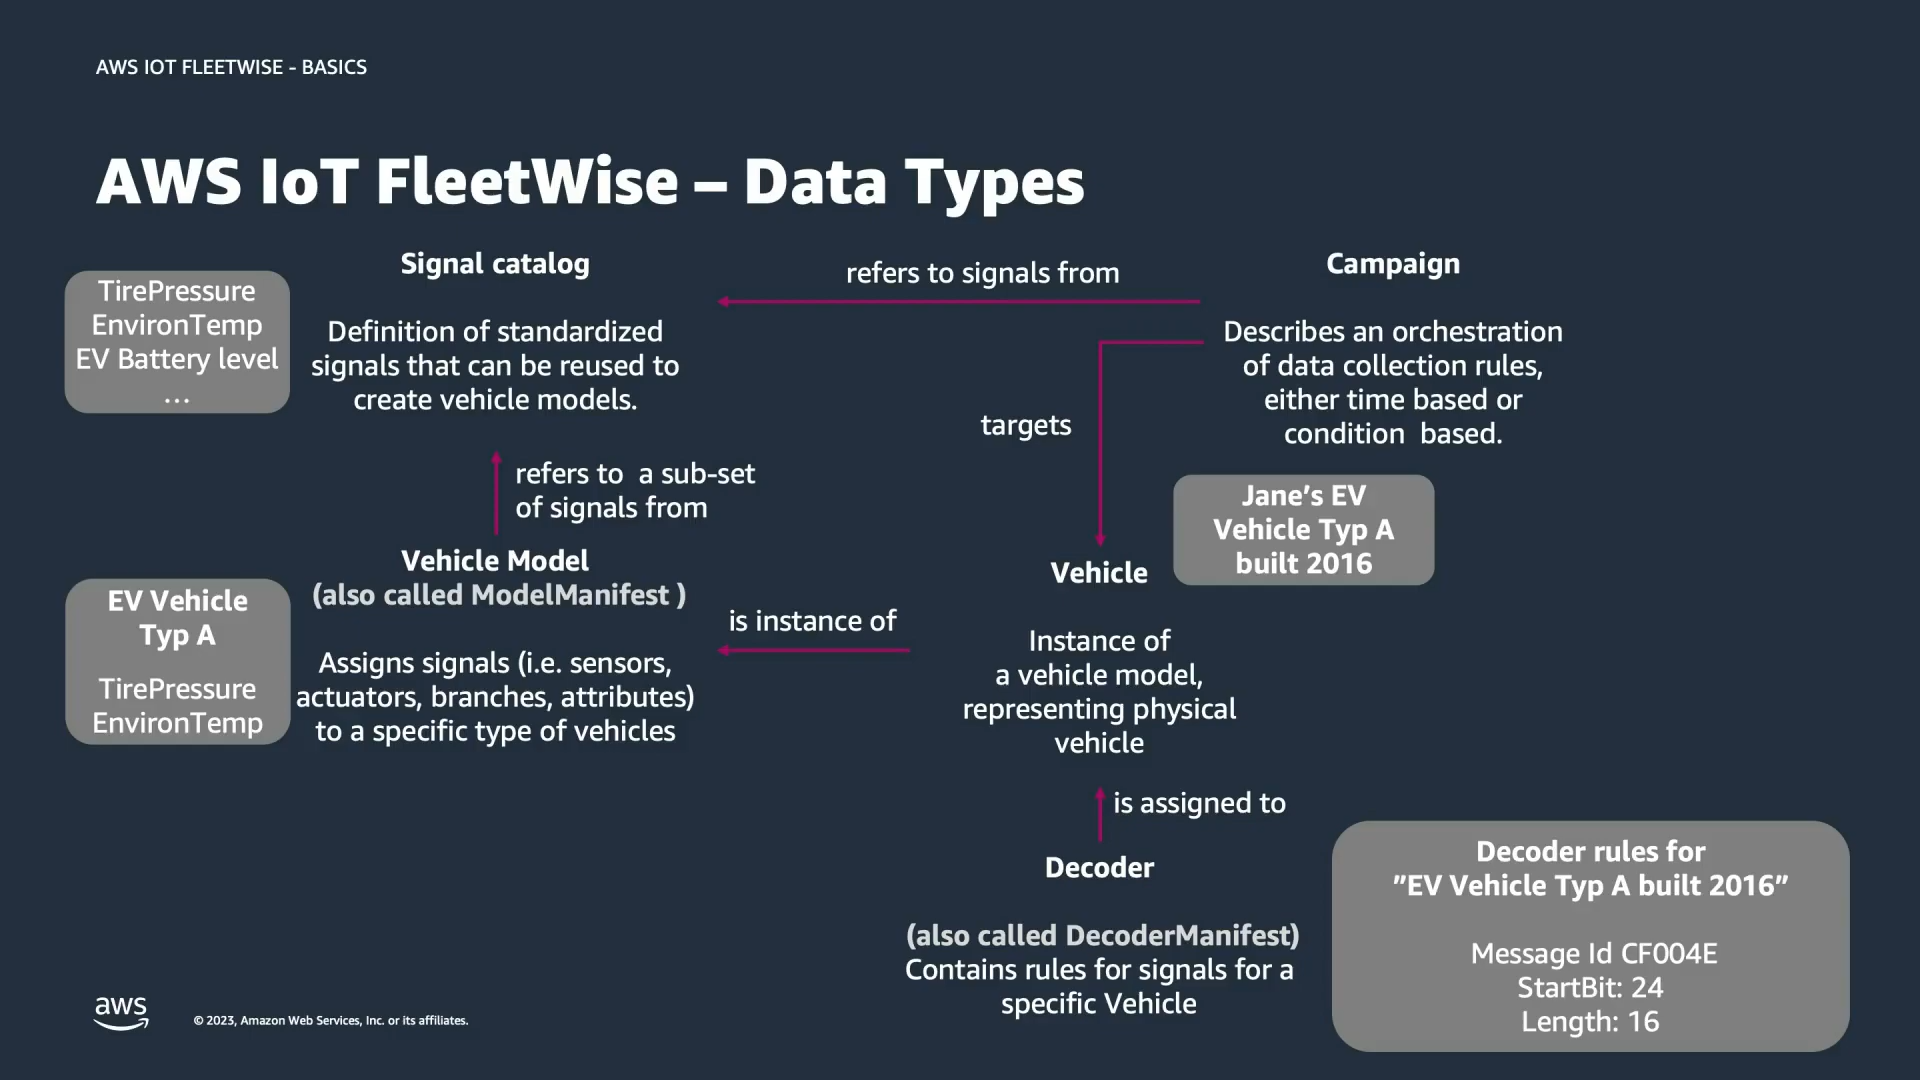 AWS IOT FLEETWISE - BASICS
AWS IoT FleetWise – Data Types
TirePressure
EnvironTemp
EV Battery level
...
Signal catalog
Definition of standardized
signals that can be reused to
create vehicle models.
refers to signals from
Campaign
Describes an orchestration
of data collection rules,
either time based or
condition  based.
targets
refers to  a sub-set
of signals from
Jane’s EV
Vehicle Typ A
built 2016
EV Vehicle
Typ A
TirePressure
EnvironTemp
Vehicle Model
(also called ModelManifest )
Assigns signals (i.e. sensors,
actuators, branches, attributes)
to a specific type of vehicles
is instance of
Vehicle
Instance of
a vehicle model,
representing physical
vehicle
is assigned to
Decoder
(also called DecoderManifest)
Contains rules for signals for a
specific Vehicle
Decoder rules for
”EV Vehicle Typ A built 2016”
Message Id CF004E
StartBit: 24
Length: 16
aws
© 2023, Amazon Web Services, Inc. or its affiliates.